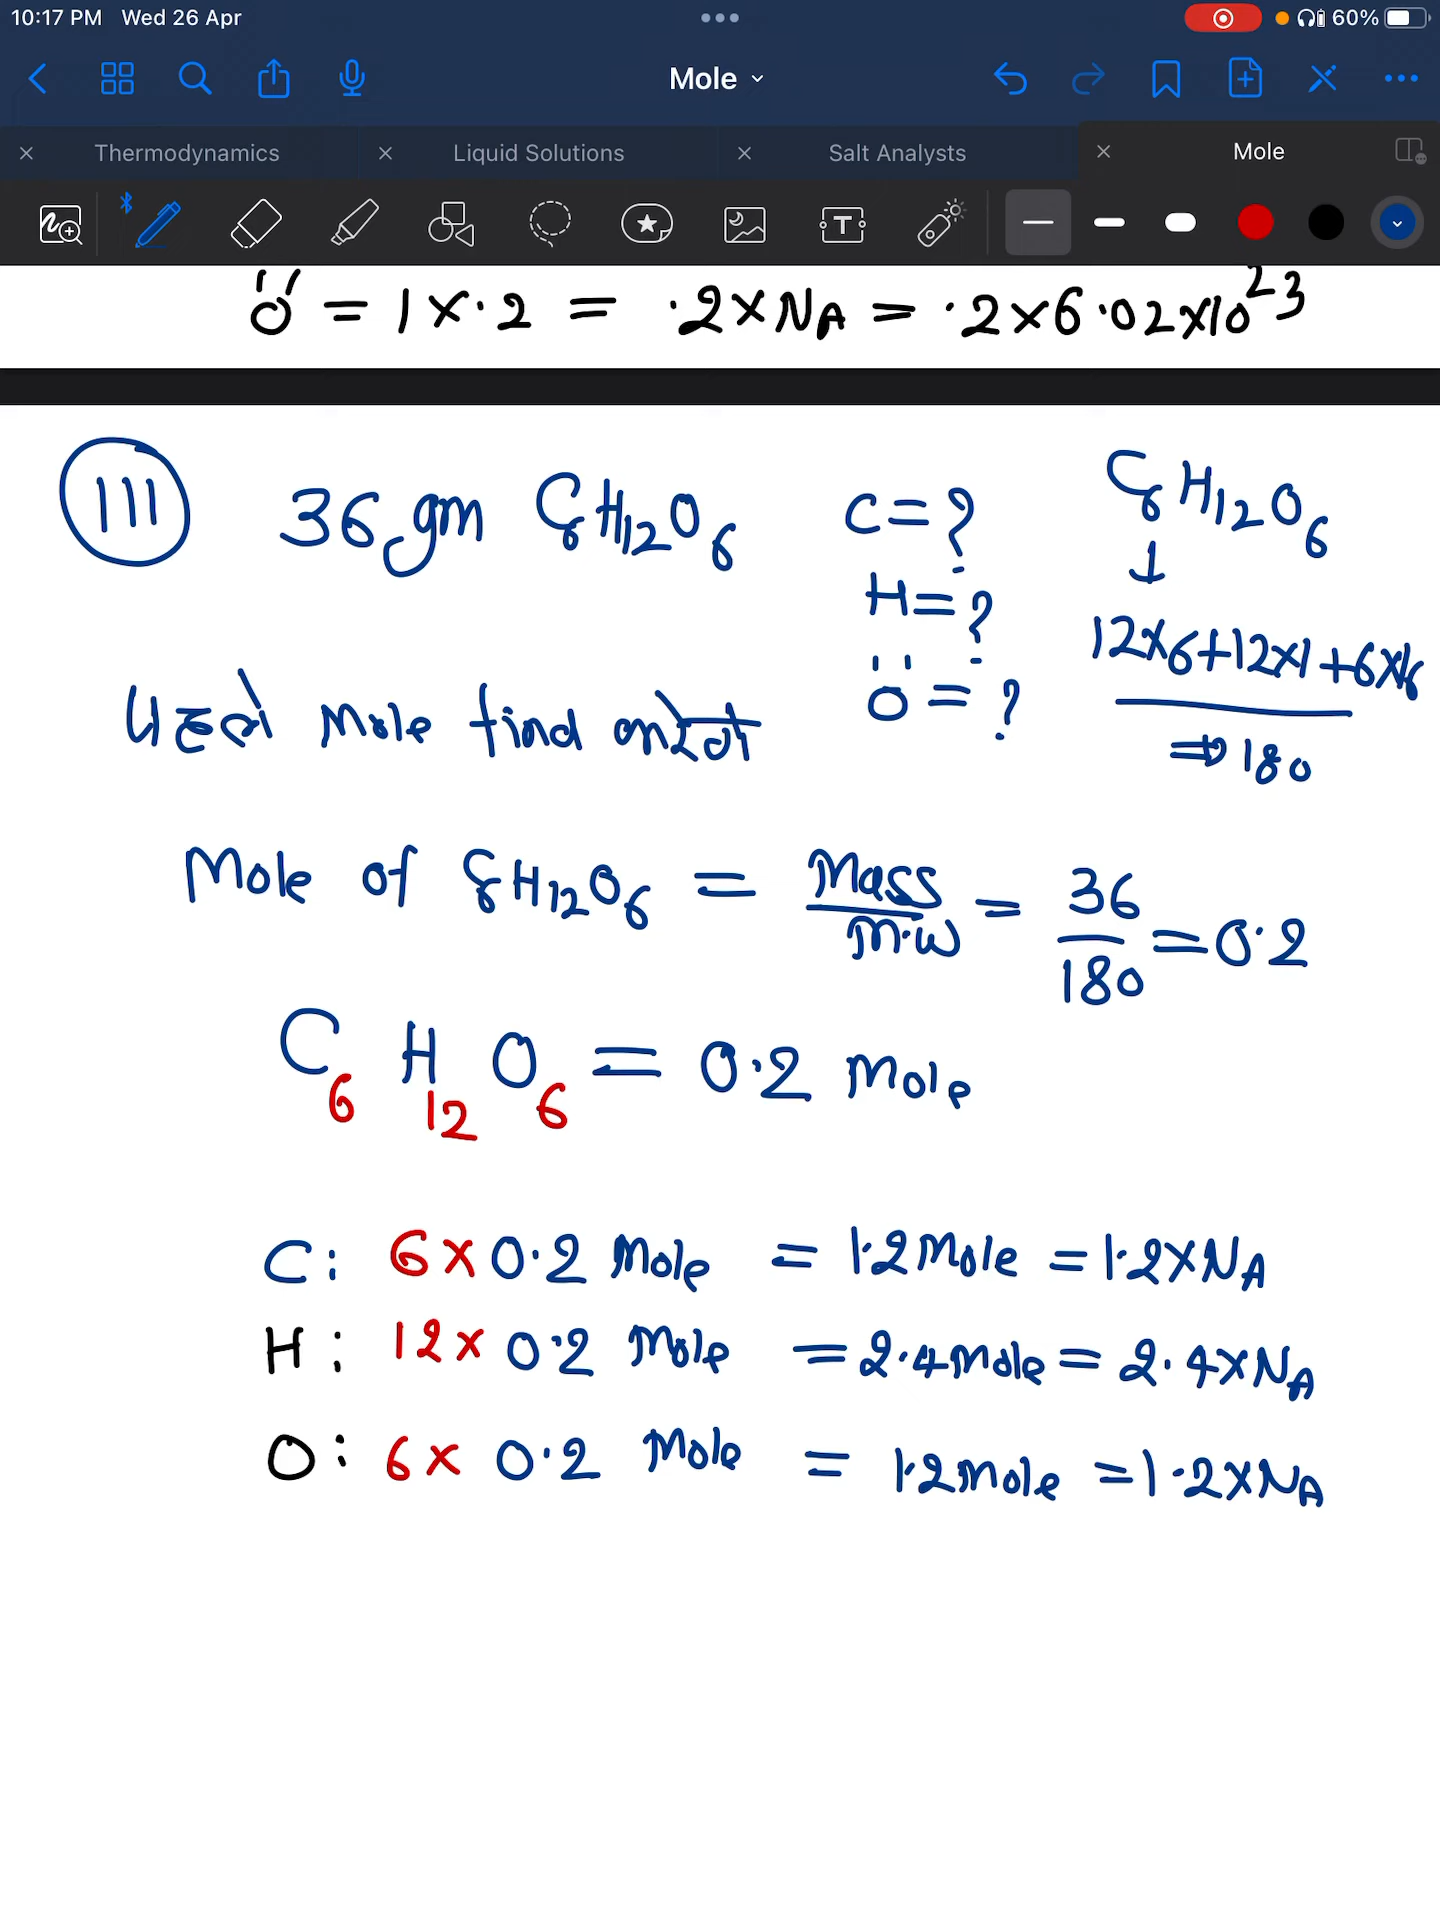 10:17 PM Wed 26 Apr
60%
Mole
Thermodynamics Liquid Solutions Salt Analysts Mole
T
Ö = 1 × .2 = .2 × NA = .2 × 6.02 × 10²³
III 36 gm C₆H₁₂O₆ C = ? C₆H₁₂O₆
H = ?
12×6+12×1+6×16
Ö = ?
⇒ 180
पहले Mole find करलो
Mole of C₆H₁₂O₆ = Mass/M.W = 36/180 = 0.2
C₆ H₁₂ O₆ = 0.2 Mole
C: 6 × 0.2 Mole = 1.2 Mole = 1.2 × NA
H: 12 × 0.2 Mole = 2.4 Mole = 2.4 × NA
O: 6 × 0.2 Mole = 1.2 Mole = 1.2 × NA